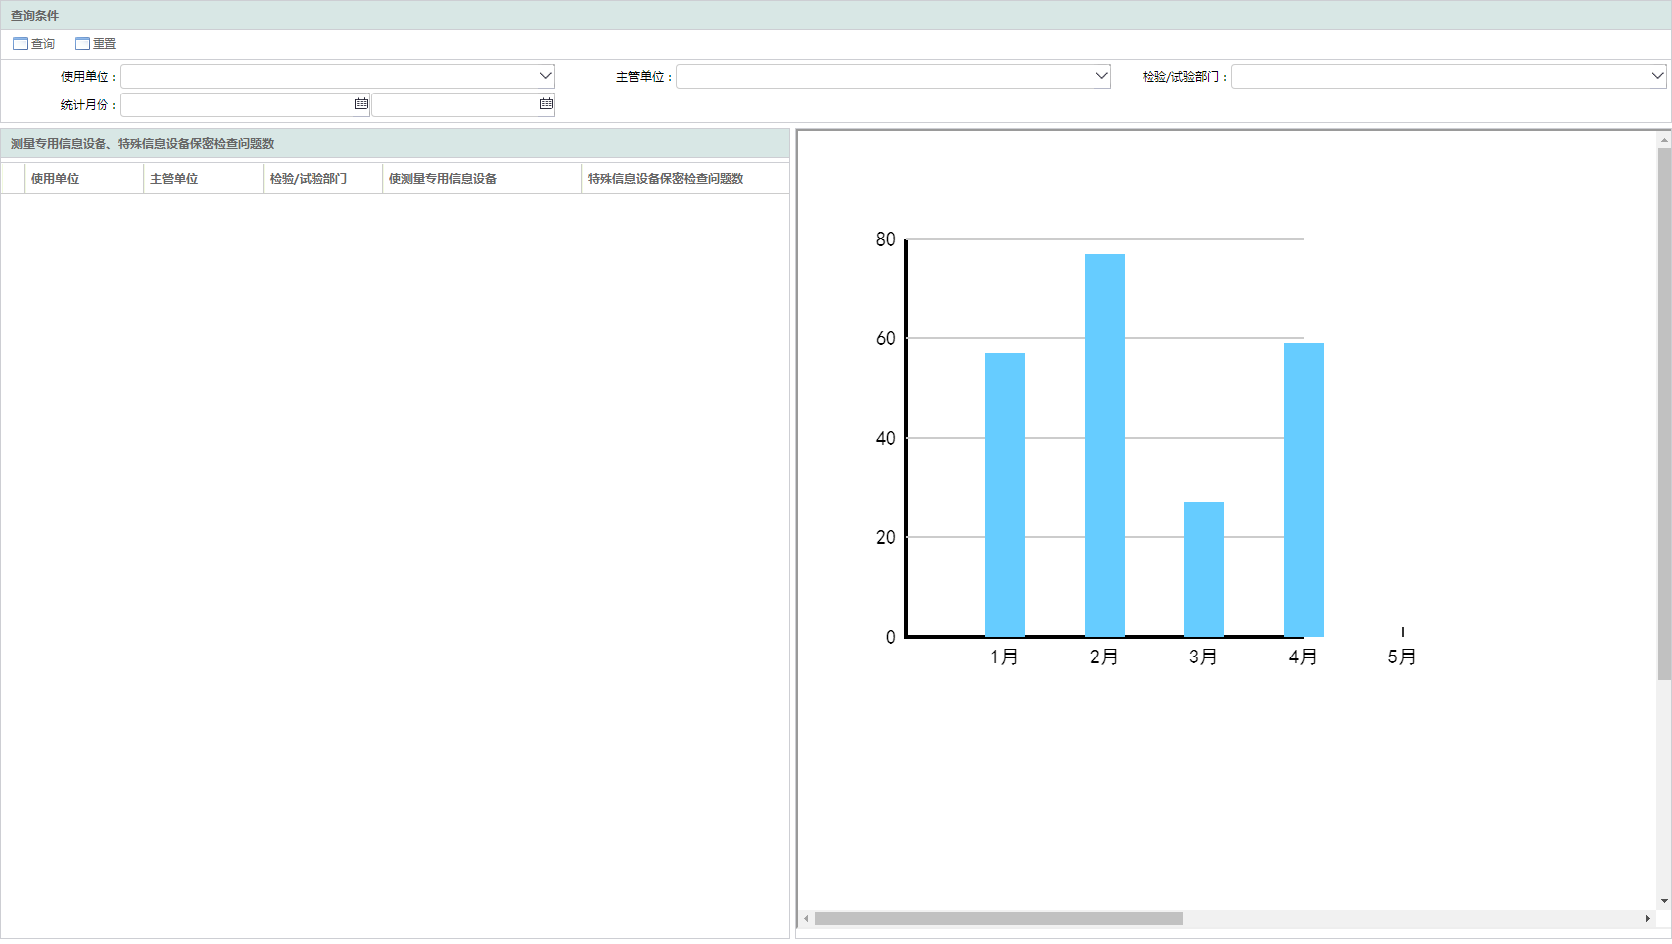 查询条件
查询 重置
使用单位： 主管单位： 检验/试验部门：
统计月份：
测量专用信息设备、特殊信息设备保密检查问题数
使用单位 主管单位 检验/试验部门 使测量专用信息设备 特殊信息设备保密检查问题数
80
60
40
20
0
1月 2月 3月 4月 5月